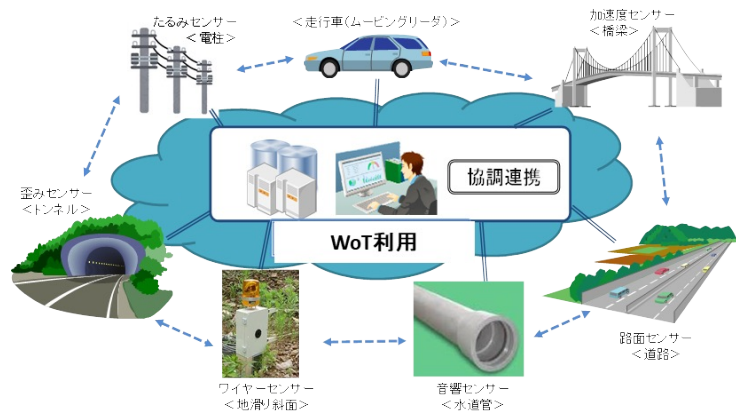 たるみセンサー
＜電柱＞
＜走行車（ムービングリーダ）＞
加速度センサー
＜橋梁＞
歪みセンサー
＜トンネル＞
協調連携
WoT利用
路面センサー
＜道路＞
ワイヤーセンサー
＜地滑り斜面＞
音響センサー
＜水道管＞